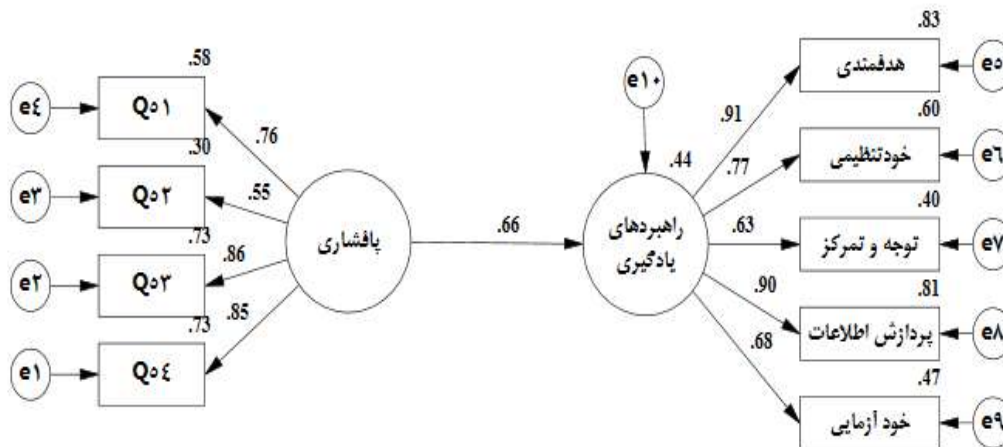 .58
e٤
Q٥١
.76
.30
e٣
Q٥٢
.55
.73
e٢
Q٥٣
.86
.73
e١
Q٥٤
.85
پافشاری
.66
e١٠
.44
راهبردهای
یادگیری
.83
.91
هدفمندی
e٥
.60
.77
خودتنظیمی
e٦
.40
.63
توجه و تمرکز
e٧
.81
.90
پردازش اطلاعات
e٨
.47
.68
خود آزمایی
e٩